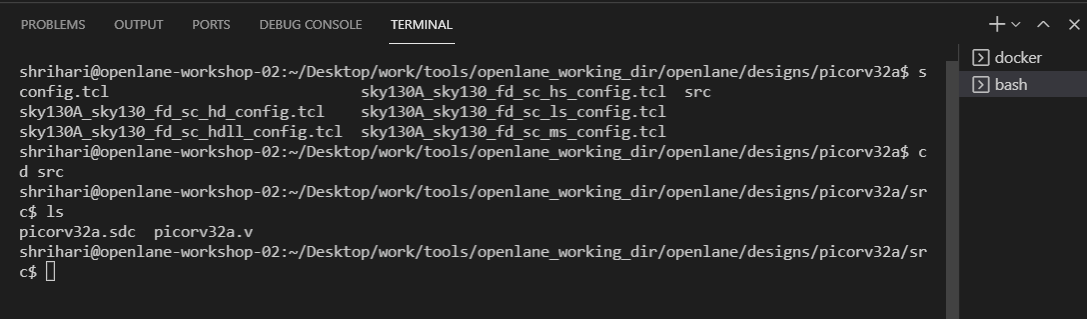 PROBLEMS OUTPUT PORTS DEBUG CONSOLE TERMINAL
docker
bash
shrihari@openlane-workshop-02:~/Desktop/work/tools/openlane_working_dir/openlane/designs/picorv32a$ s
config.tcl sky130A_sky130_fd_sc_hs_config.tcl src
sky130A_sky130_fd_sc_hd_config.tcl sky130A_sky130_fd_sc_ls_config.tcl
sky130A_sky130_fd_sc_hdll_config.tcl sky130A_sky130_fd_sc_ms_config.tcl
shrihari@openlane-workshop-02:~/Desktop/work/tools/openlane_working_dir/openlane/designs/picorv32a$ c
d src
shrihari@openlane-workshop-02:~/Desktop/work/tools/openlane_working_dir/openlane/designs/picorv32a/sr
c$ ls
picorv32a.sdc picorv32a.v
shrihari@openlane-workshop-02:~/Desktop/work/tools/openlane_working_dir/openlane/designs/picorv32a/sr
c$